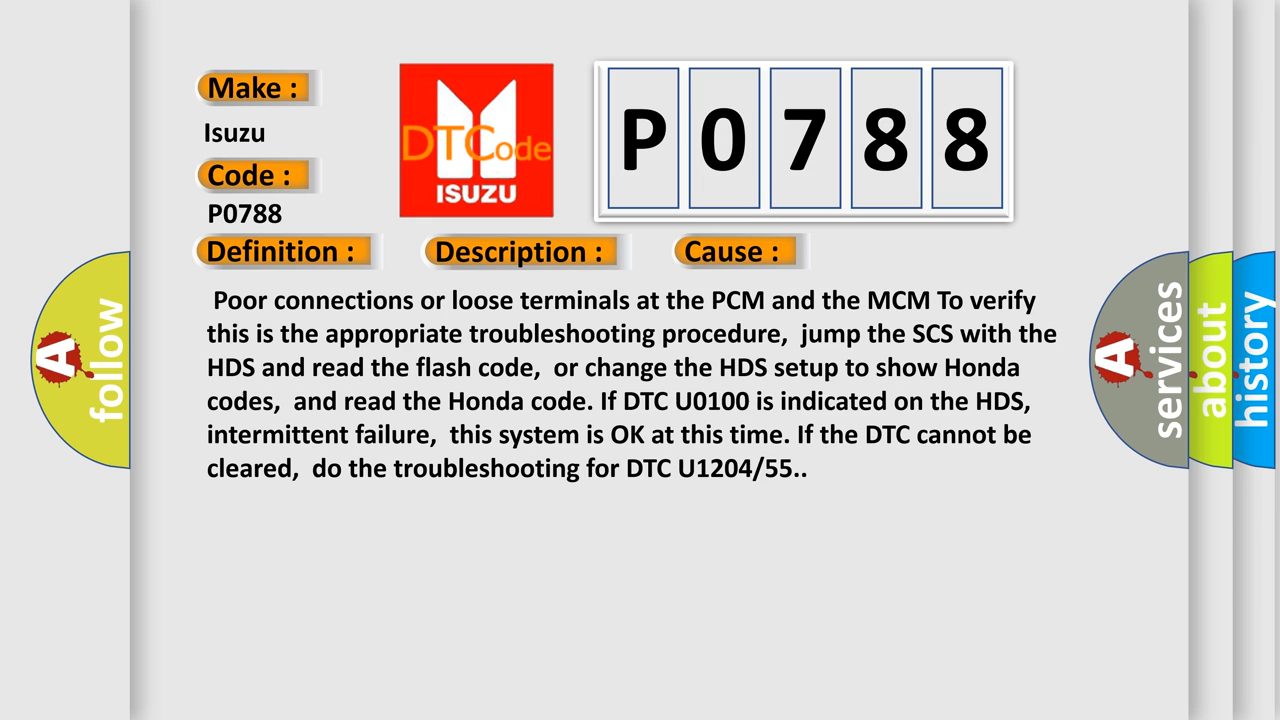 Make :
Isuzu
Code :
P0788
DTCode
ISUZU
P0788
Definition :
Description :
Cause :
Poor connections or loose terminals at the PCM and the MCM To verify
this is the appropriate troubleshooting procedure,  jump the SCS with the
HDS and read the flash code,  or change the HDS setup to show Honda
codes,  and read the Honda code. If DTC U0100 is indicated on the HDS,
intermittent failure,  this system is OK at this time. If the DTC cannot be
cleared,  do the troubleshooting for DTC U1204/55..
A follow
A services
about
history